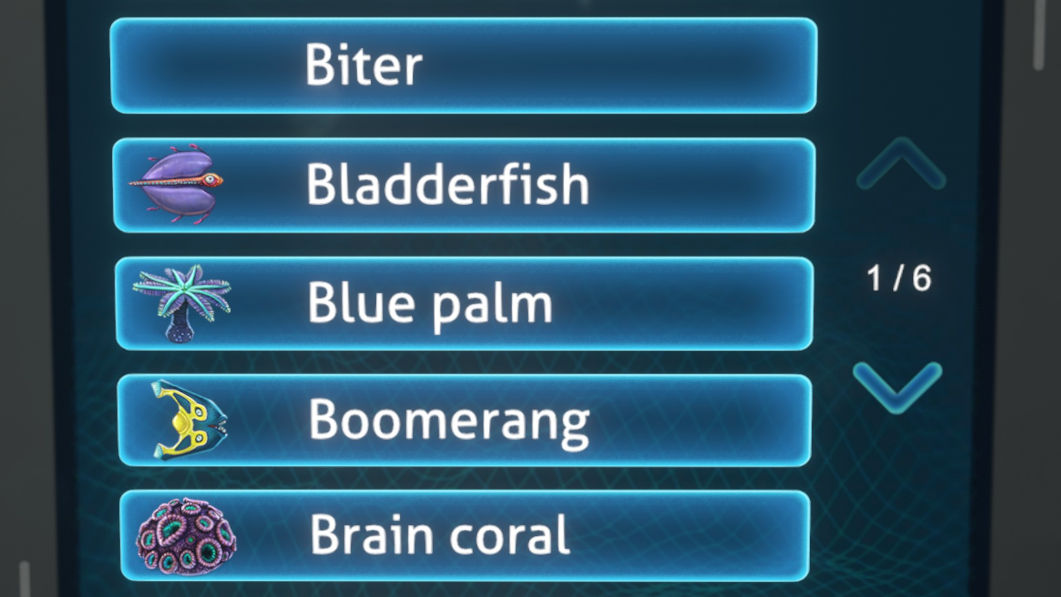 Biter
Bladderfish
Blue palm
1 / 6
Boomerang
Brain coral